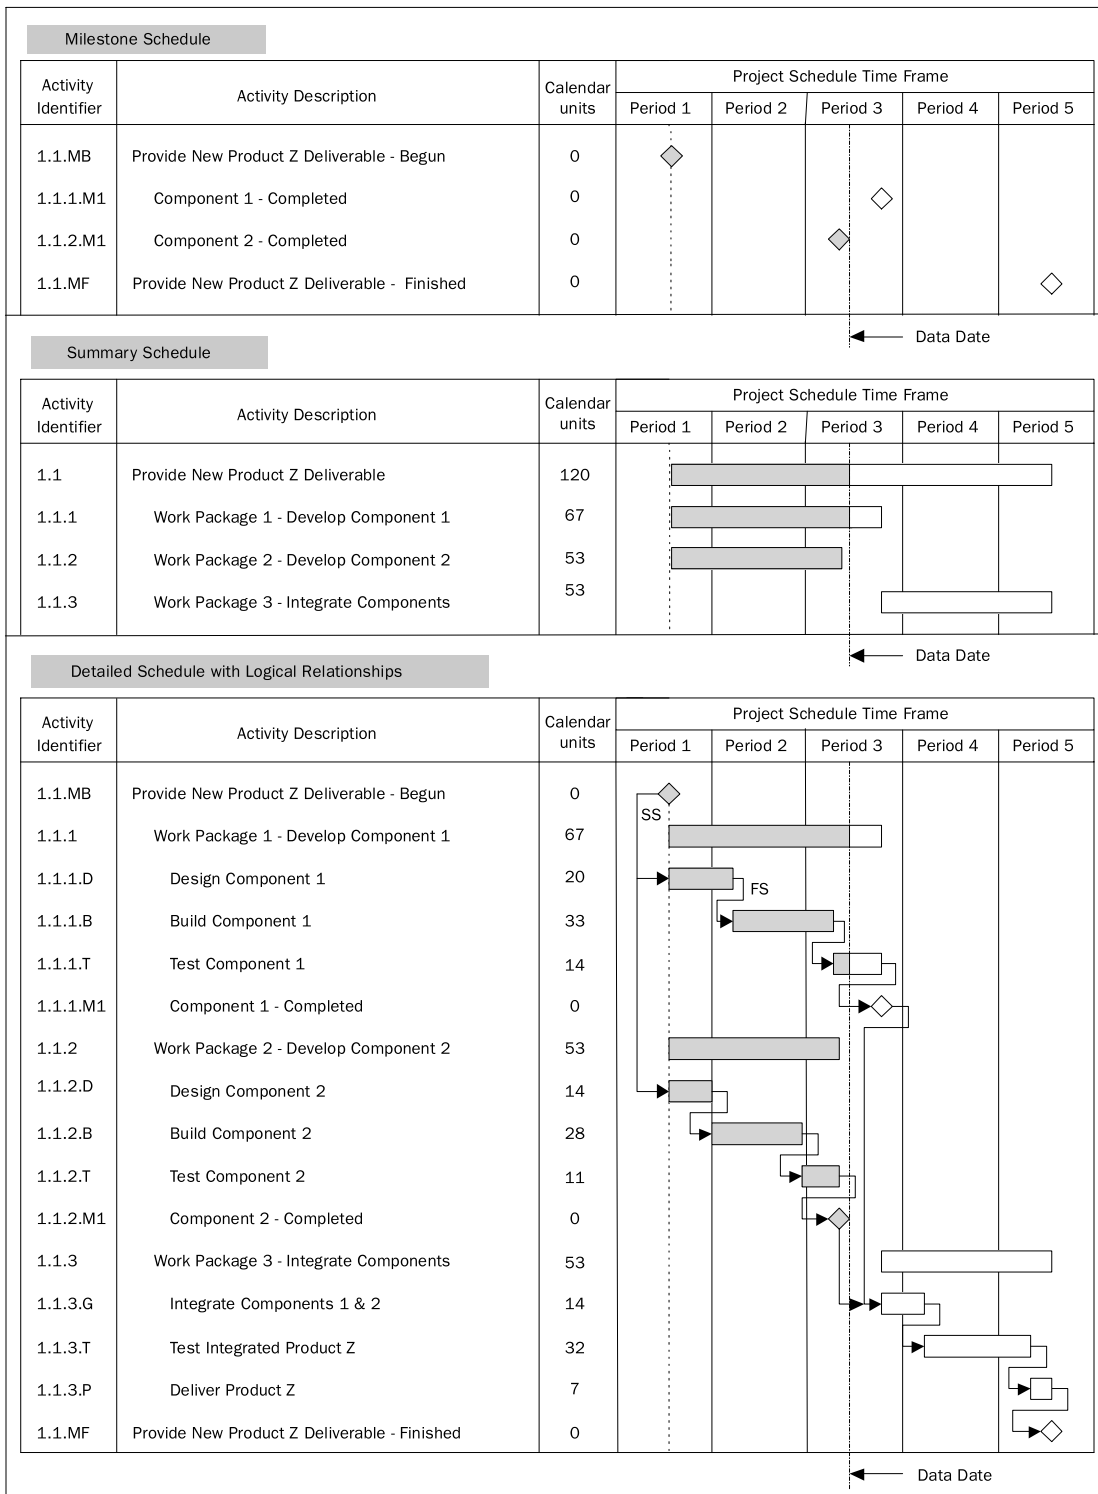 Milestone Schedule
Activity Identifier Activity Description Calendar units Project Schedule Time Frame
Period 1 Period 2 Period 3 Period 4 Period 5
1.1.MB Provide New Product Z Deliverable - Begun 0
1.1.1.M1 Component 1 - Completed 0
1.1.2.M1 Component 2 - Completed 0
1.1.MF Provide New Product Z Deliverable - Finished 0
Data Date
Summary Schedule
Activity Identifier Activity Description Calendar units Project Schedule Time Frame
Period 1 Period 2 Period 3 Period 4 Period 5
1.1 Provide New Product Z Deliverable 120
1.1.1 Work Package 1 - Develop Component 1 67
1.1.2 Work Package 2 - Develop Component 2 53
1.1.3 Work Package 3 - Integrate Components 53
Data Date
Detailed Schedule with Logical Relationships
Activity Identifier Activity Description Calendar units Project Schedule Time Frame
Period 1 Period 2 Period 3 Period 4 Period 5
1.1.MB Provide New Product Z Deliverable - Begun 0
SS
1.1.1 Work Package 1 - Develop Component 1 67
1.1.1.D Design Component 1 20
FS
1.1.1.B Build Component 1 33
1.1.1.T Test Component 1 14
1.1.1.M1 Component 1 - Completed 0
1.1.2 Work Package 2 - Develop Component 2 53
1.1.2.D Design Component 2 14
1.1.2.B Build Component 2 28
1.1.2.T Test Component 2 11
1.1.2.M1 Component 2 - Completed 0
1.1.3 Work Package 3 - Integrate Components 53
1.1.3.G Integrate Components 1 & 2 14
1.1.3.T Test Integrated Product Z 32
1.1.3.P Deliver Product Z 7
1.1.MF Provide New Product Z Deliverable - Finished 0
Data Date